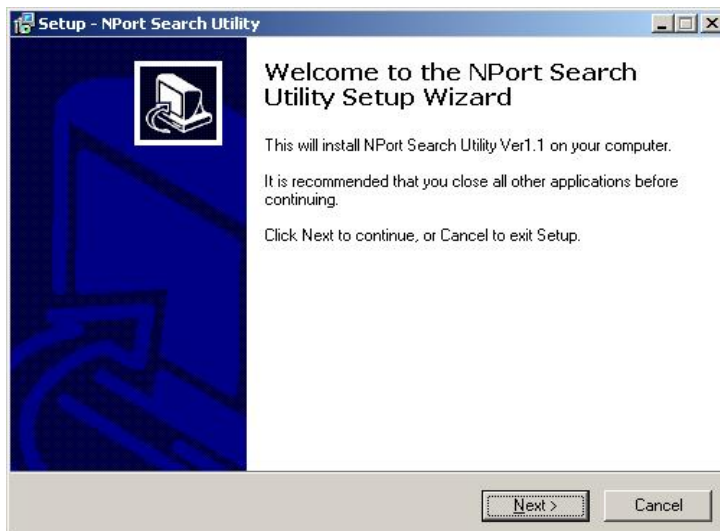 Setup - NPort Search Utility
Welcome to the NPort Search
Utility Setup Wizard
This will install NPort Search Utility Ver1.1 on your computer.
It is recommended that you close all other applications before
continuing.
Click Next to continue, or Cancel to exit Setup.
Next >
Cancel